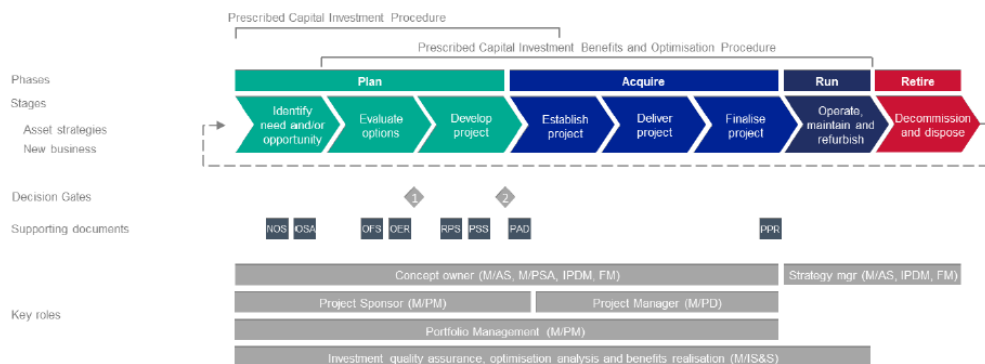 Prescribed Capital Investment Procedure
Prescribed Capital Investment Benefits and Optimisation Procedure
Phases
Plan
Acquire
Run
Retire
Stages
Asset strategies
New business
Identify
need and/or
opportunity
Evaluate
options
Develop
project
Establish
project
Deliver
project
Finalise
project
Operate,
maintain and
refurbish
Decommission
and dispose
Decision Gates
1
2
Supporting documents
NOS
OSA
OFS
OER
RPS
PSS
PAD
PPR
Key roles
Concept owner (M/AS, M/PSA, IPDM, FM)
Strategy mgr (M/AS, IPDM, FM)
Project Sponsor (M/PM)
Project Manager (M/PD)
Portfolio Management (M/PM)
Investment quality assurance, optimisation analysis and benefits realisation (M/IS&S)